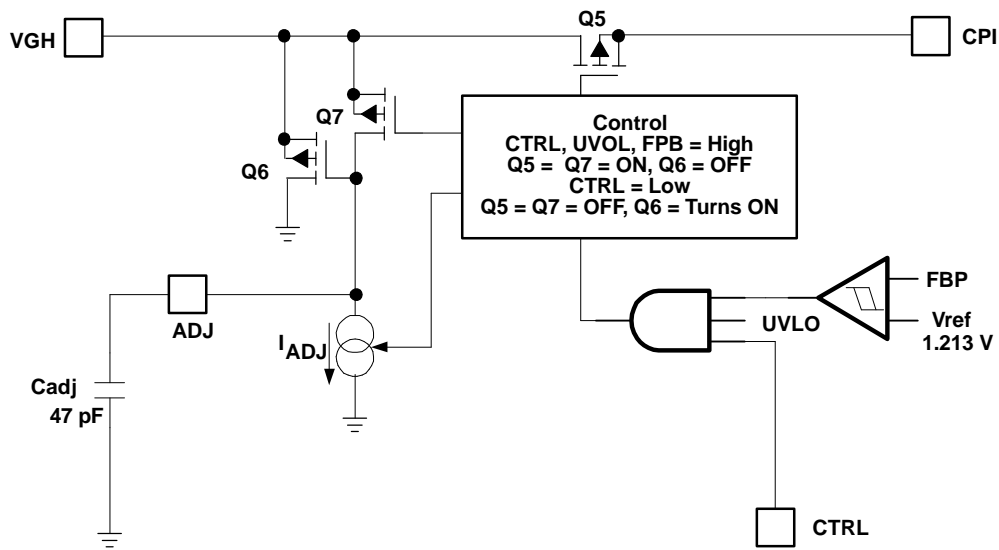 Q5
VGH
CPI
Q7
Q6
Control
CTRL, UVOL, FPB = High
Q5 = Q7 = ON, Q6 = OFF
CTRL = Low
Q5 = Q7 = OFF, Q6 = Turns ON
FBP
UVLO
Vref
1.213 V
ADJ
IADJ
Cadj
47 pF
CTRL